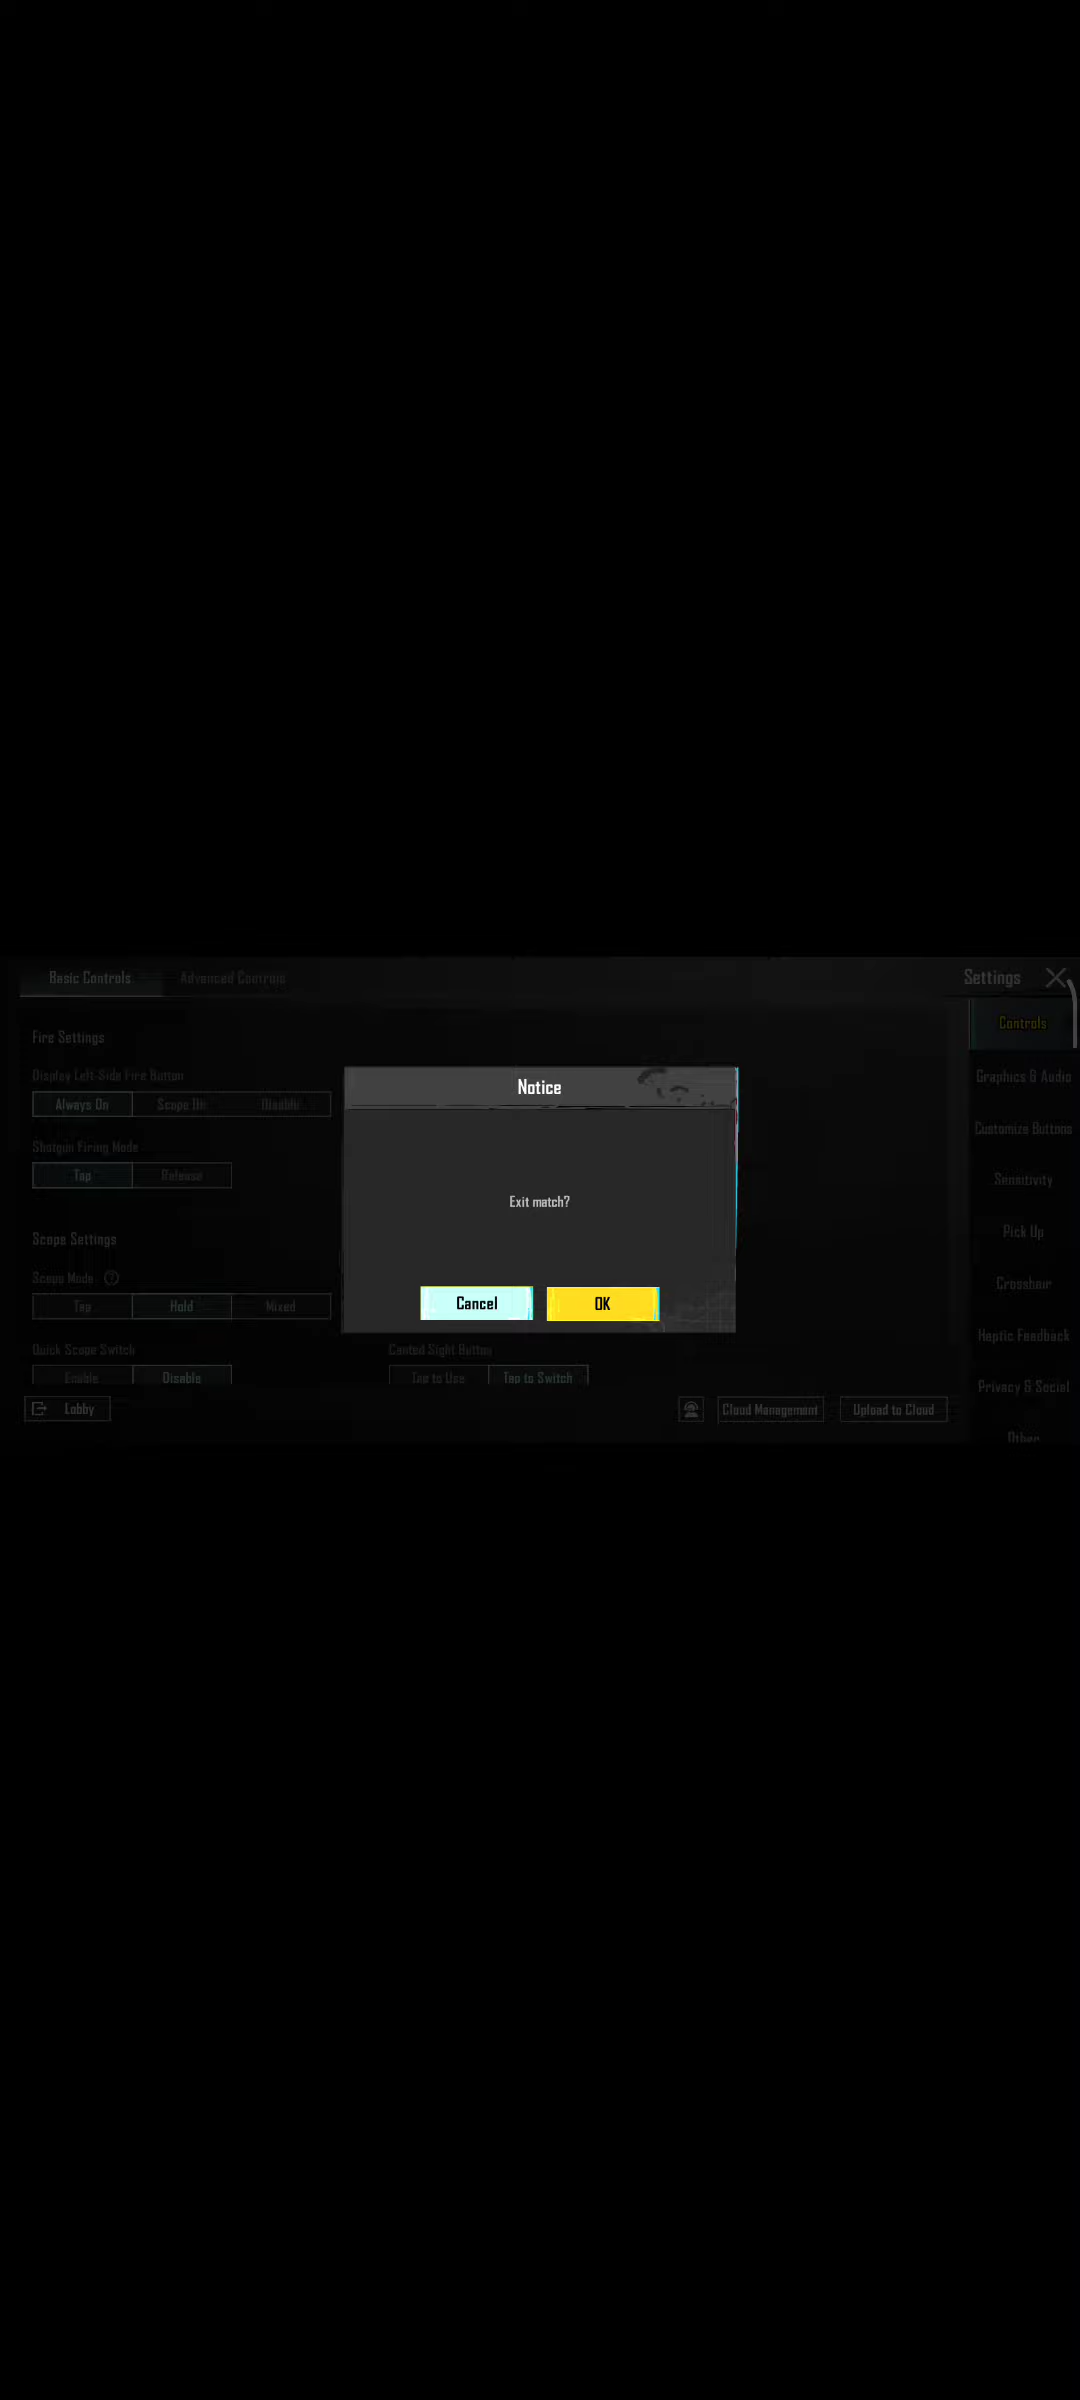 Basic Controls Advanced Controls Settings
Controls
Fire Settings
Display Left-Side Fire Button
Always On Scope On
Shotgun Firing Mode
Tap Release
Scope Settings
Scope Mode ?
Tap Hold Mixed
Quick Scope Switch Canted Sight Button
Enable Disable Tap to Use Tap to Switch
Lobby Cloud Management Upload to Cloud
Notice
Exit match?
Cancel OK
Graphics & Audio
Customize Buttons
Sensitivity
Pick Up
Crosshair
Haptic Feedback
Privacy & Social
Other